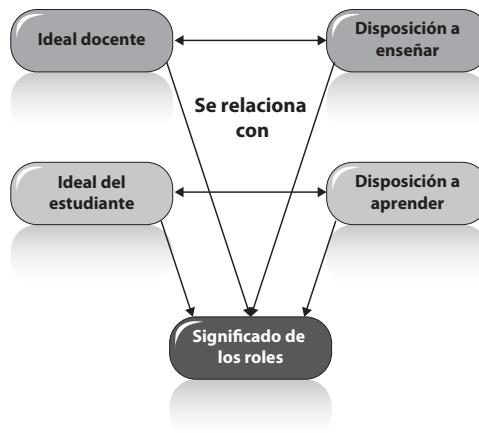 Ideal docente
Disposición a
enseñar
Se relaciona
con
Ideal del
estudiante
Disposición a
aprender
Significado de
los roles